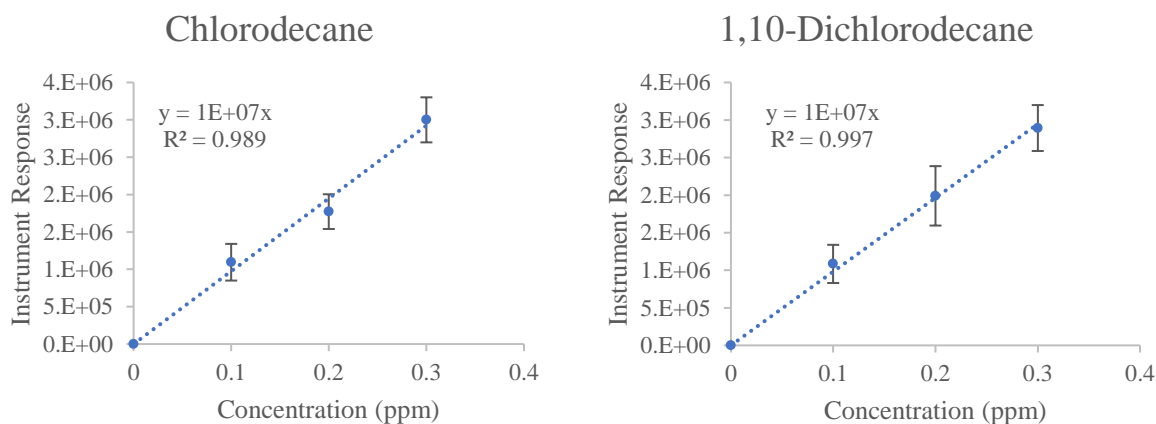 Chlorodecane
y = 1E+07x
R² = 0.989
4.E+06
3.E+06
3.E+06
2.E+06
2.E+06
1.E+06
5.E+05
0.E+00
Instrument Response
0 0.1 0.2 0.3 0.4
Concentration (ppm)
1,10-Dichlorodecane
y = 1E+07x
R² = 0.997
4.E+06
3.E+06
3.E+06
2.E+06
2.E+06
1.E+06
5.E+05
0.E+00
Instrument Response
0 0.1 0.2 0.3 0.4
Concentration (ppm)